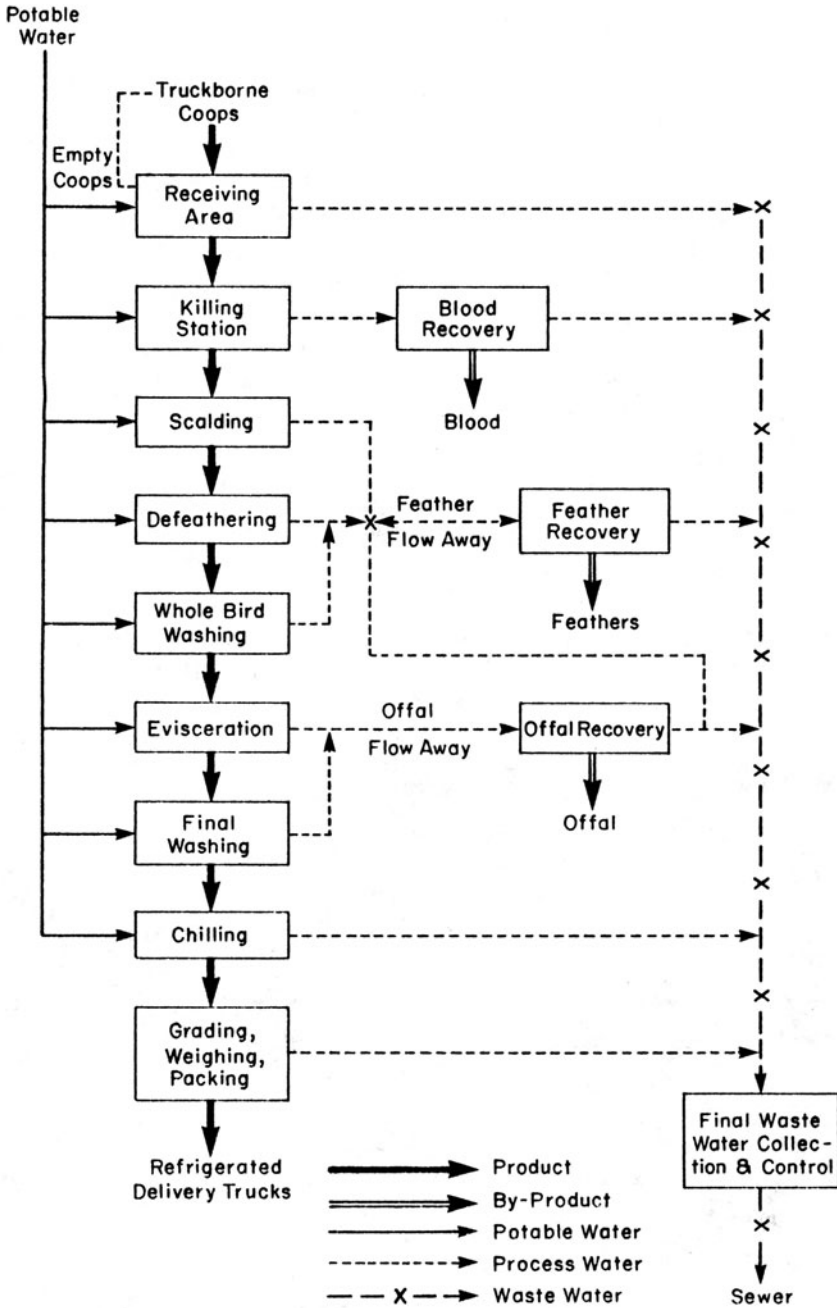 Potable
Water
Truckborne
Coops
Empty
Coops
Receiving
Area
Killing
Station
Blood
Recovery
Blood
Scalding
Defeathering
Feather
Flow Away
Feather
Recovery
Feathers
Whole Bird
Washing
Evisceration
Offal
Flow Away
Offal Recovery
Offal
Final
Washing
Chilling
Grading,
Weighing,
Packing
Refrigerated
Delivery Trucks
Final Waste
Water Collec-
tion & Control
Sewer
Product
By-Product
Potable Water
Process Water
X Waste Water